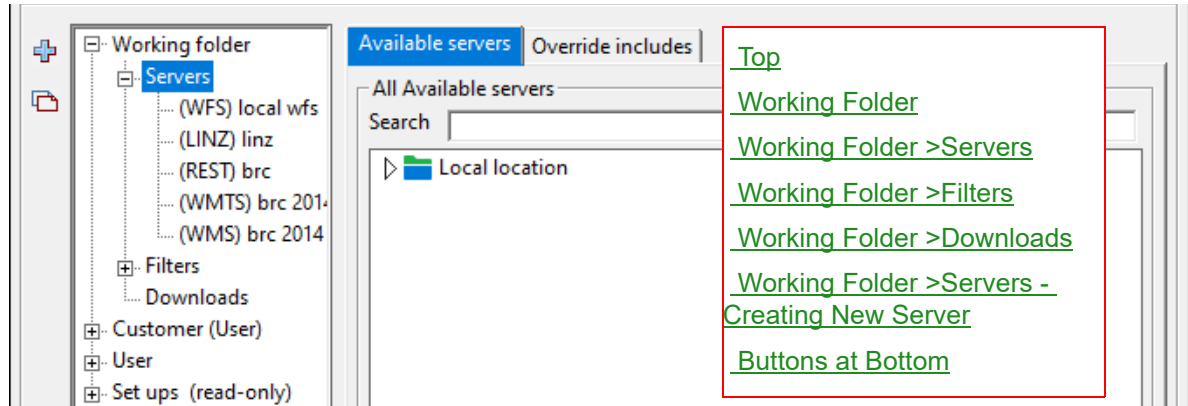 Working folder
Servers
(WFS) local wfs
(LINZ) linz
(REST) brc
(WMTS) brc 2014
(WMS) brc 2014
Filters
Downloads
Customer (User)
User
Set ups (read-only)
Available servers
Override includes
All Available servers
Search
Local location
Top
Working Folder
Working Folder >Servers
Working Folder >Filters
Working Folder >Downloads
Working Folder >Servers -
Creating New Server
Buttons at Bottom